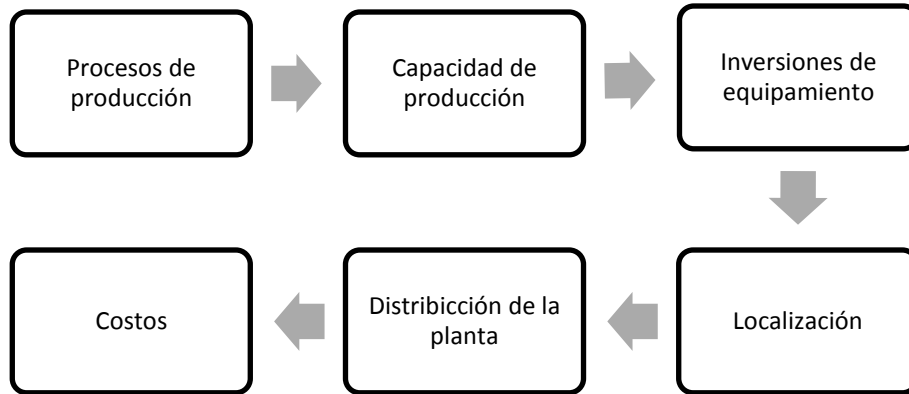 Procesos de
producción
Capacidad de
producción
Inversiones de
equipamiento
Localización
Distribicción de la
planta
Costos